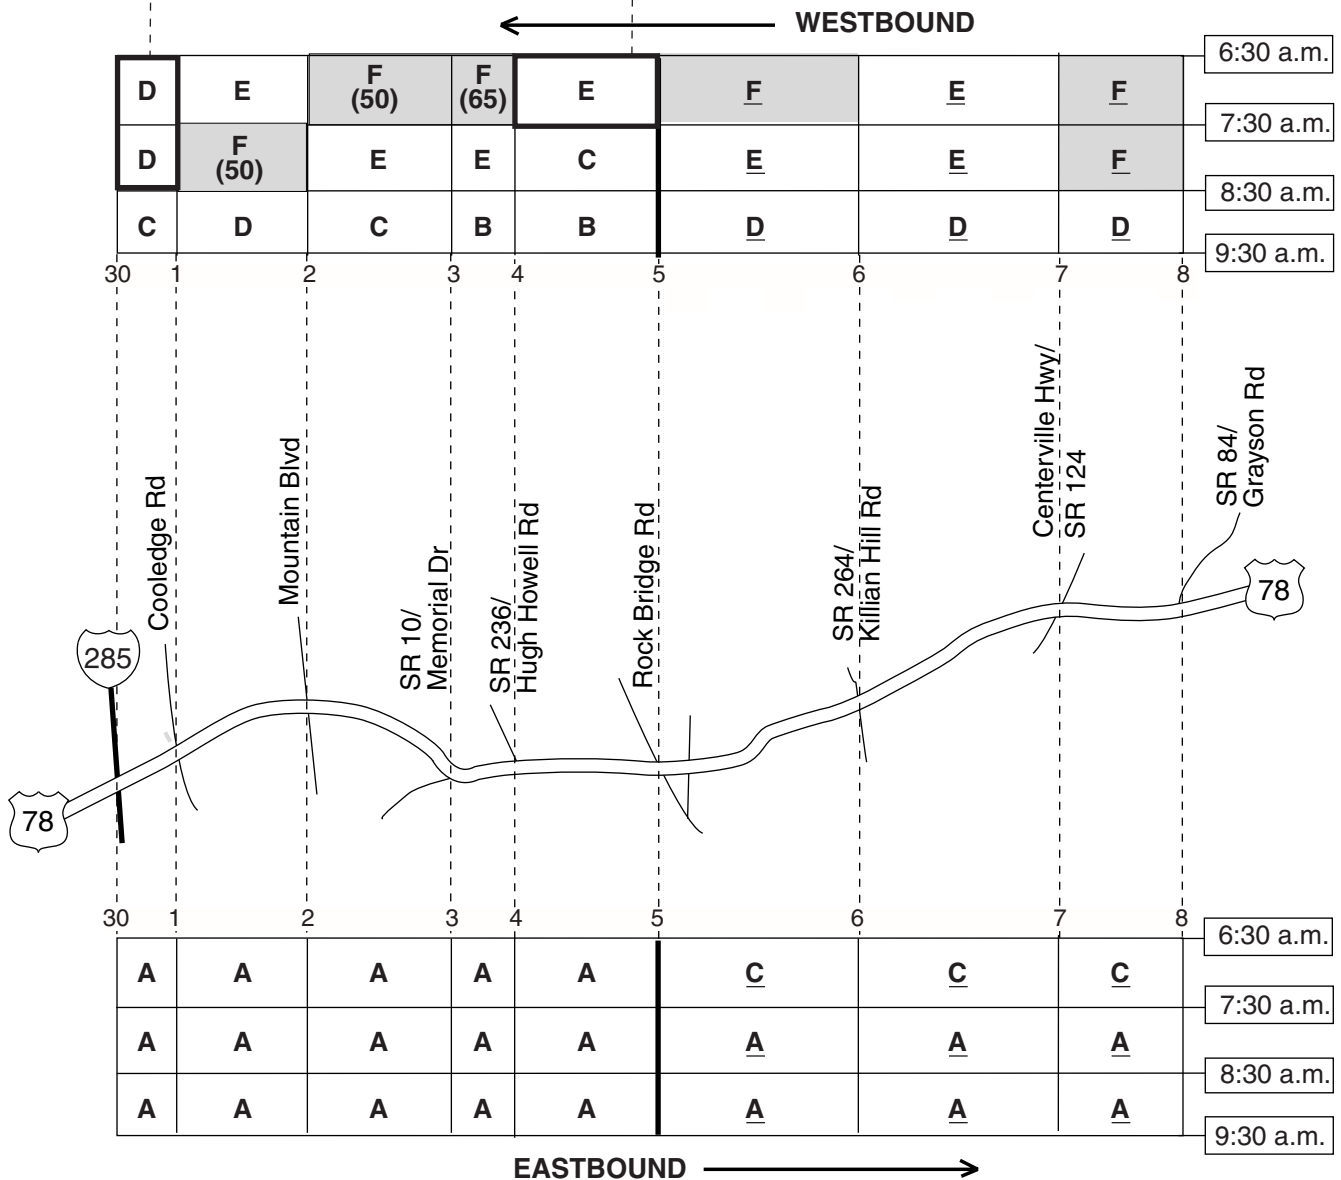 WESTBOUND
6:30 a.m.
D E F F E F E F
(50) (65)
7:30 a.m.
D F E E C E E F
(50)
8:30 a.m.
C D C B B D D D
9:30 a.m.
30 1 2 3 4 5 6 7 8
Cooledge Rd
Mountain Blvd
SR 10/
Memorial Dr
SR 236/
Hugh Howell Rd
Rock Bridge Rd
SR 264/
Killian Hill Rd
Centerville Hwy/
SR 124
SR 84/
Grayson Rd
78
285
78
30 1 2 3 4 5 6 7 8
6:30 a.m.
A A A A A C C C
7:30 a.m.
A A A A A A A A
8:30 a.m.
A A A A A A A A
9:30 a.m.
EASTBOUND